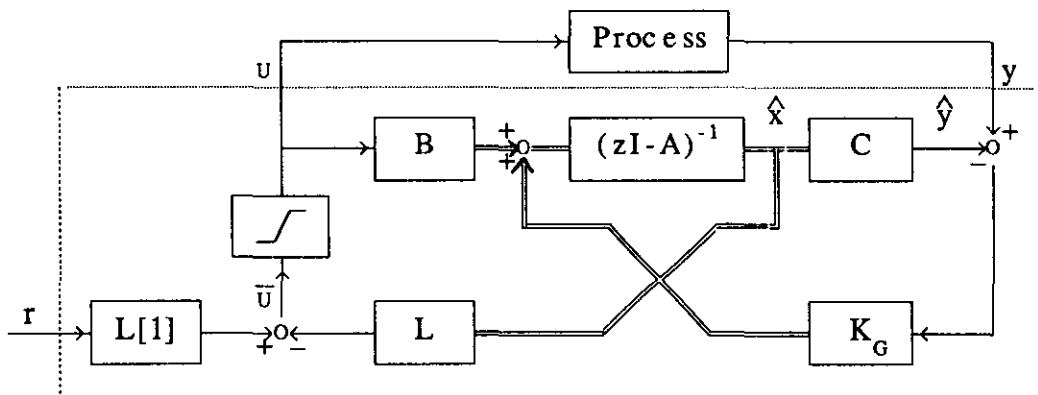 Process
U
y
x̂
ŷ
B
+
+
(zI-A)⁻¹
C
+
−
Ū
r
L[1]
+
−
L
K_G